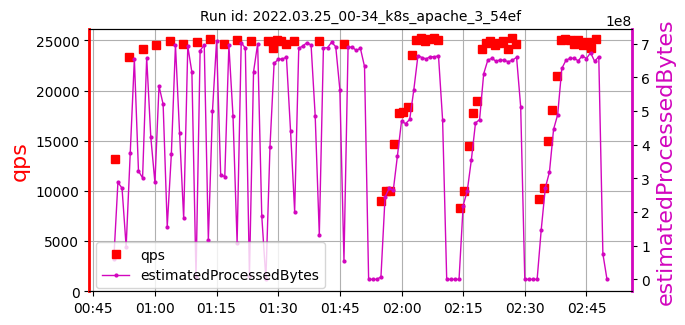 Run id: 2022.03.25_00-34_k8s_apache_3_54ef
1e8
25000
20000
15000
10000
5000
0
qps
7
6
5
4
3
2
1
0
estimatedProcessedBytes
qps
estimatedProcessedBytes
00:45 01:00 01:15 01:30 01:45 02:00 02:15 02:30 02:45